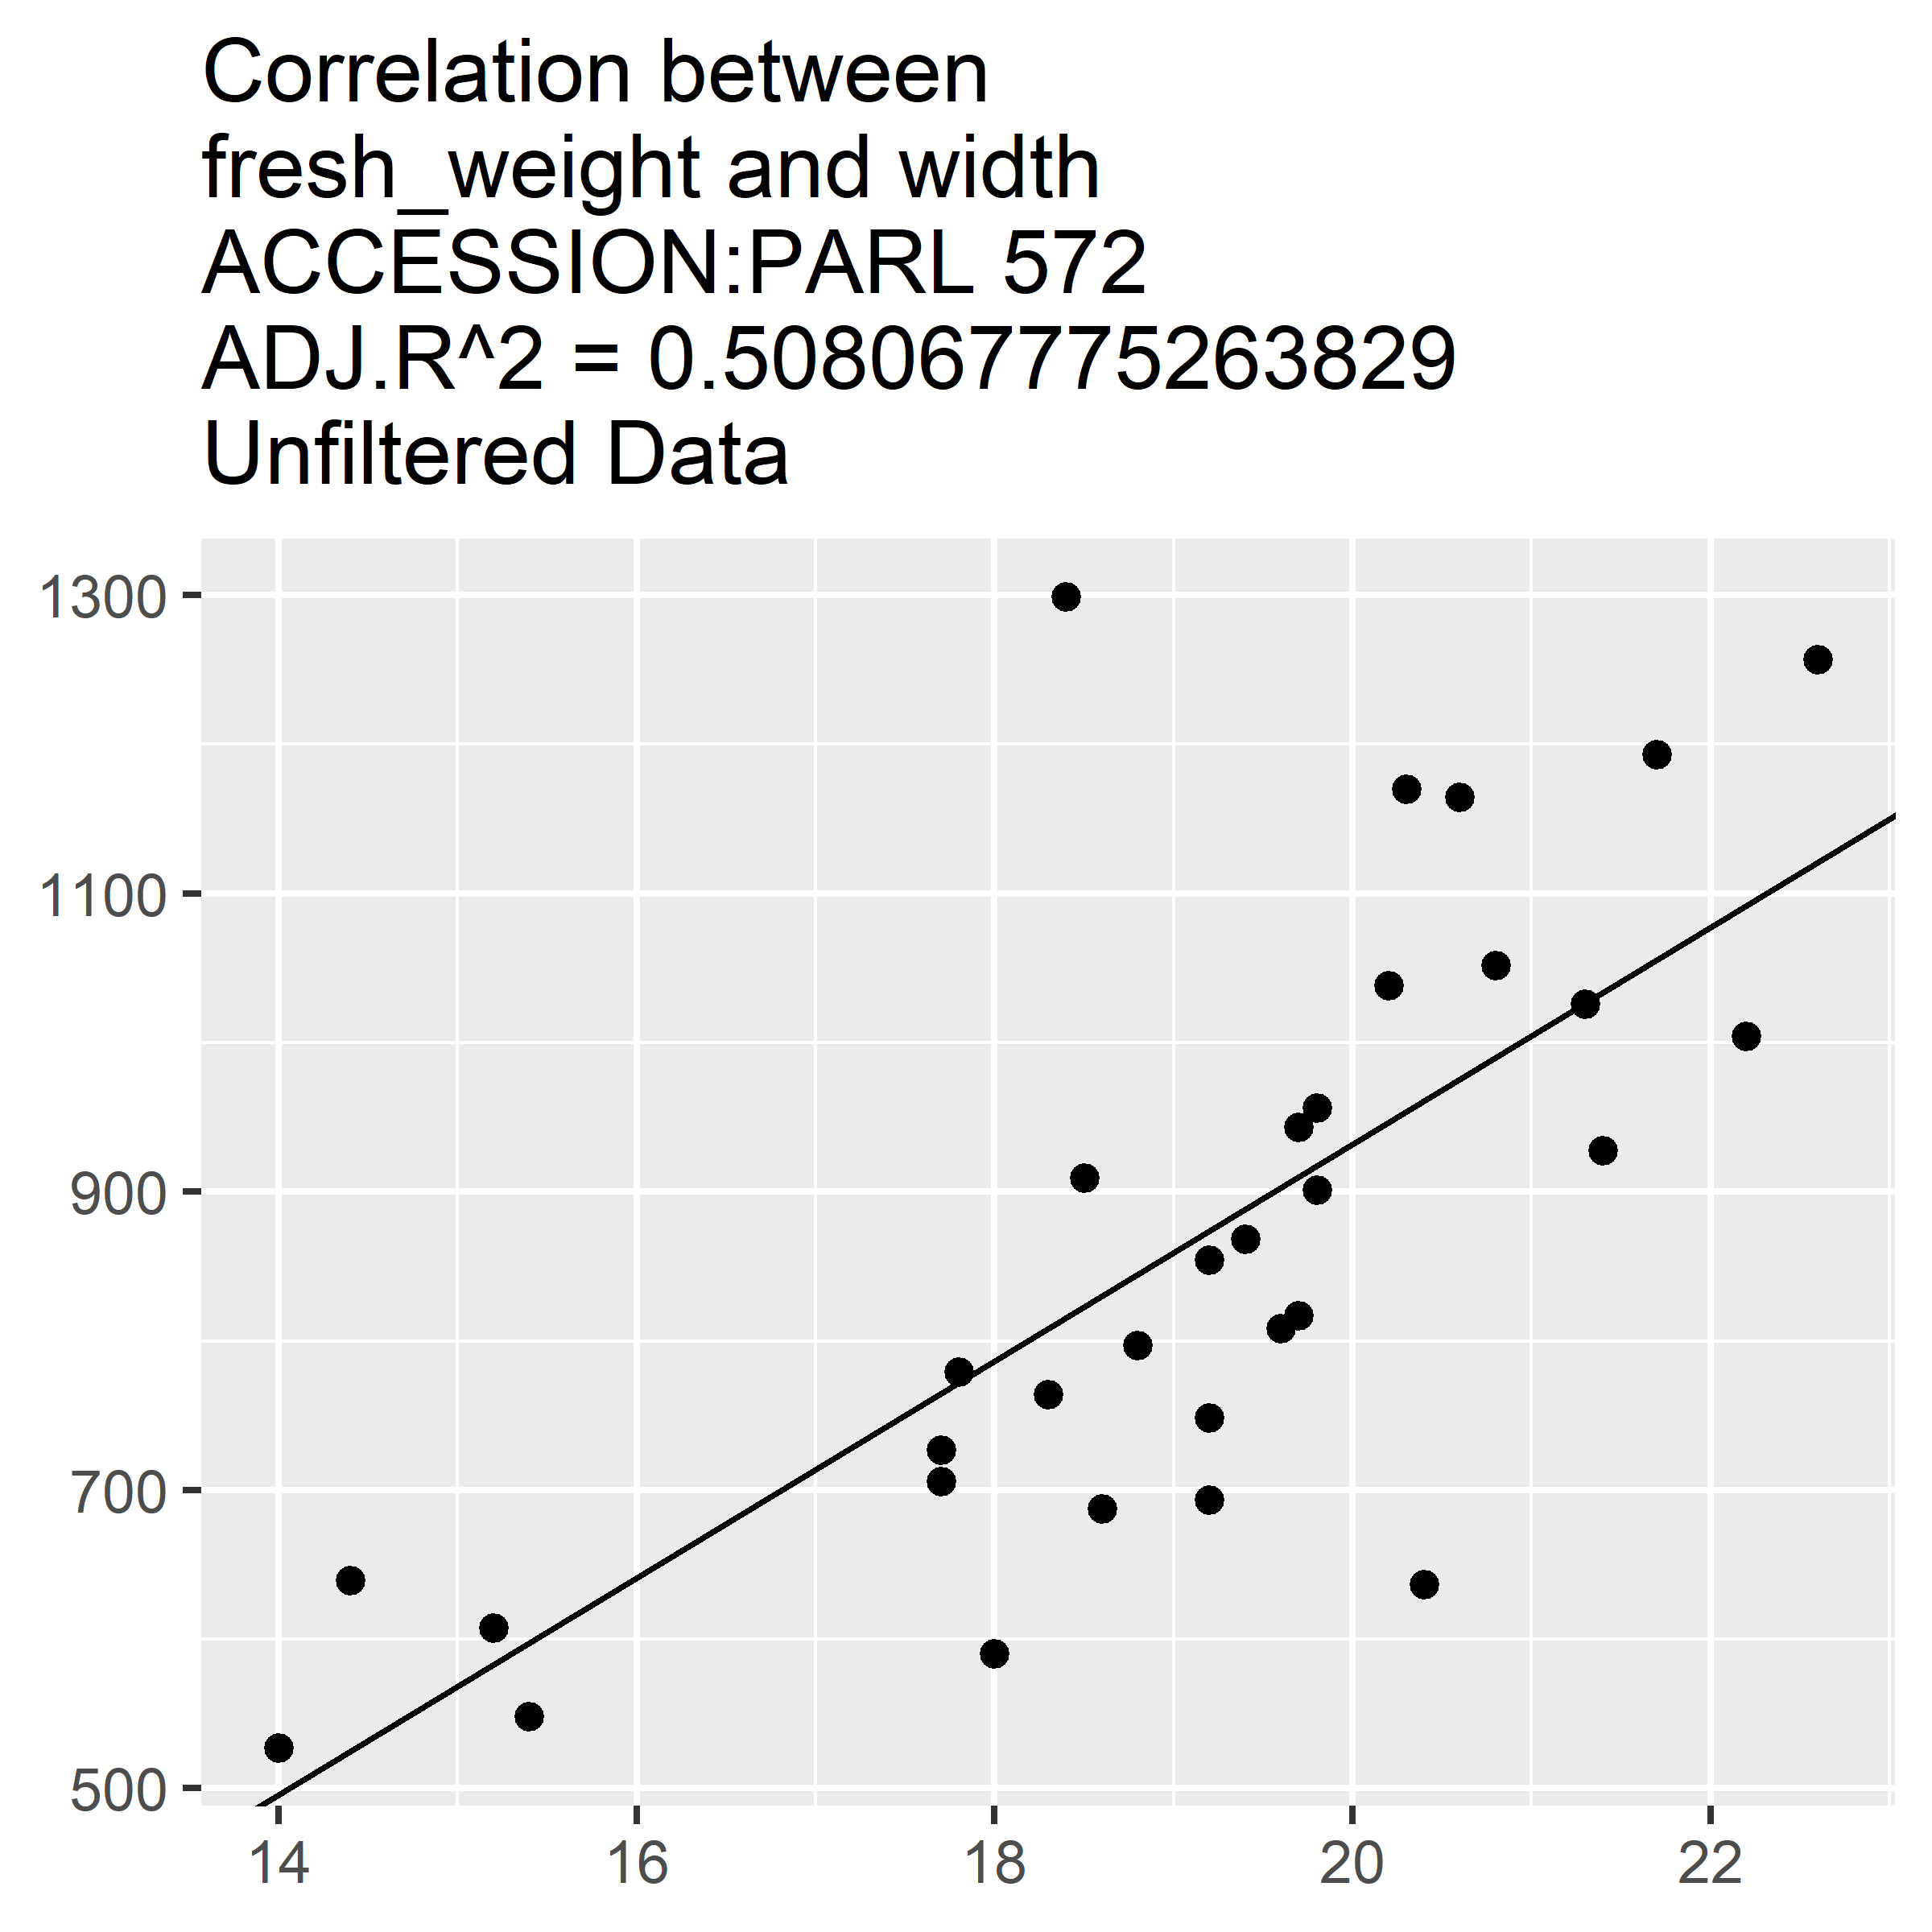 Correlation between
fresh_weight and width
ACCESSION:PARL 572
ADJ.R^2 = 0.508067775263829
Unfiltered Data
1300
1100
900
700
500
14 16 18 20 22